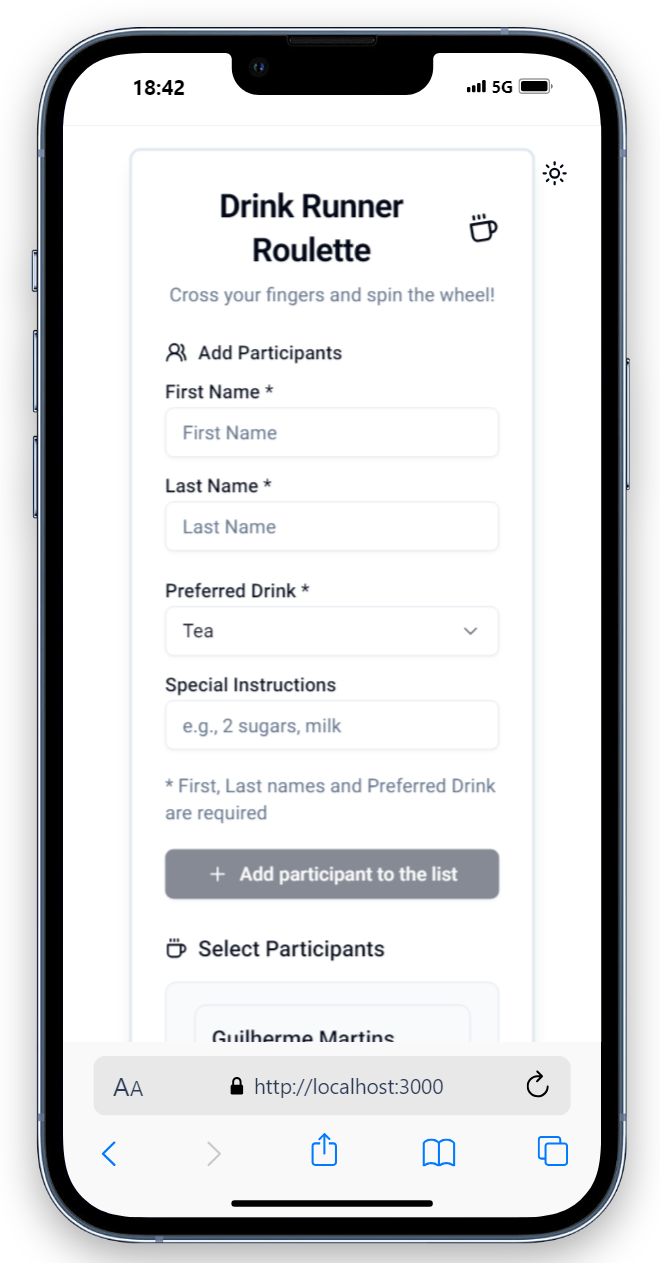 18:42 5G
Drink Runner
Roulette
Cross your fingers and spin the wheel!
Add Participants
First Name *
First Name
Last Name *
Last Name
Preferred Drink *
Tea
Special Instructions
e.g., 2 sugars, milk
* First, Last names and Preferred Drink
are required
+ Add participant to the list
Select Participants
Guilherme Martins
AA http://localhost:3000